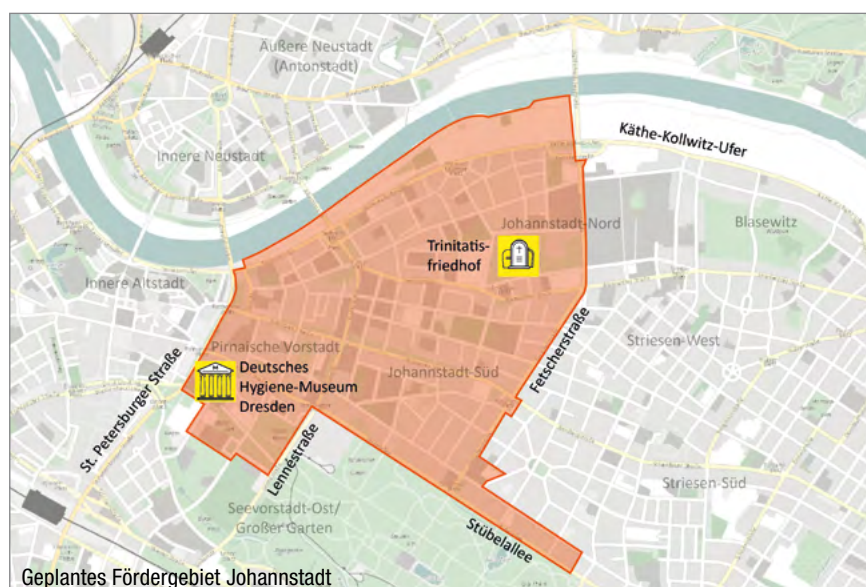 Äußere Neustadt
(Antonstadt)
Käthe-Kollwitz-Ufer
Innere Neustadt
Johannstadt-Nord
Blasewitz
Trinitatis-
friedhof
Innere Altstadt
Striesen-West
Pirnaische Vorstadt
Johannstadt-Süd
Fetscherstraße
St. Petersburger Straße
Deutsches
Hygiene-Museum
Dresden
Lennéstraße
Striesen-Süd
Seevorstadt-Ost/
Großer Garten
Stübelallee
Geplantes Fördergebiet Johannstadt